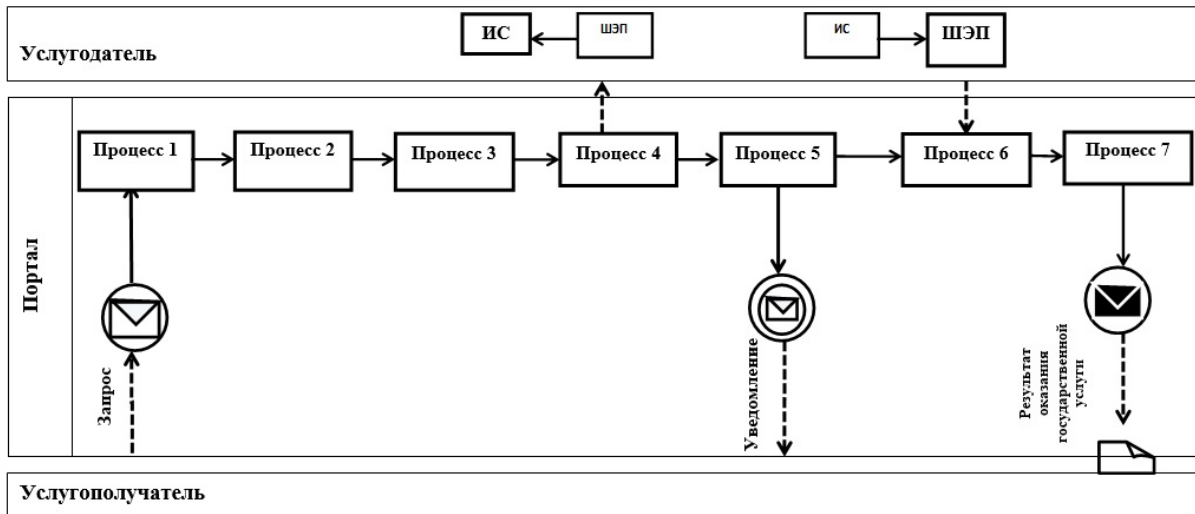 Услугодатель
ИС
ШЭП
ИС
ШЭП
Портал
Процесс 1
Процесс 2
Процесс 3
Процесс 4
Процесс 5
Процесс 6
Процесс 7
Запрос
Уведомление
Результат
оказания
государственной
услуги
Услугополучатель